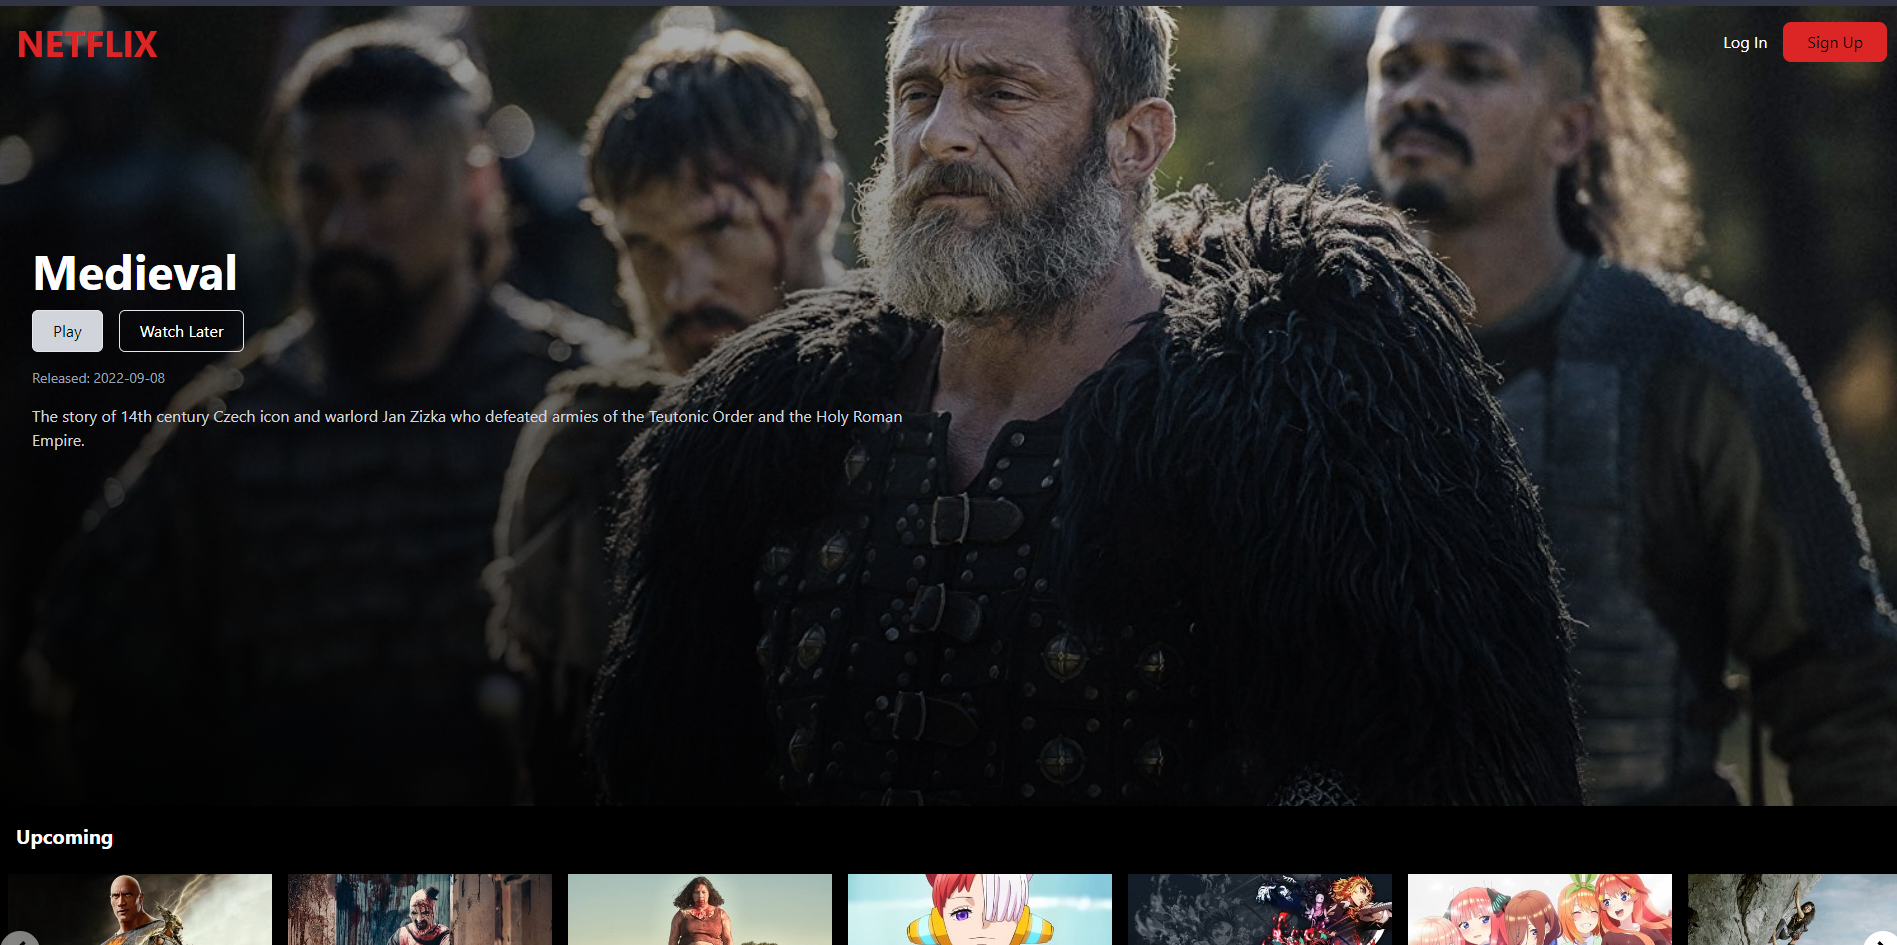 NETFLIX
Log In
Sign Up
Medieval
Play
Watch Later
Released: 2022-09-08
The story of 14th century Czech icon and warlord Jan Zizka who defeated armies of the Teutonic Order and the Holy Roman
Empire.
Upcoming